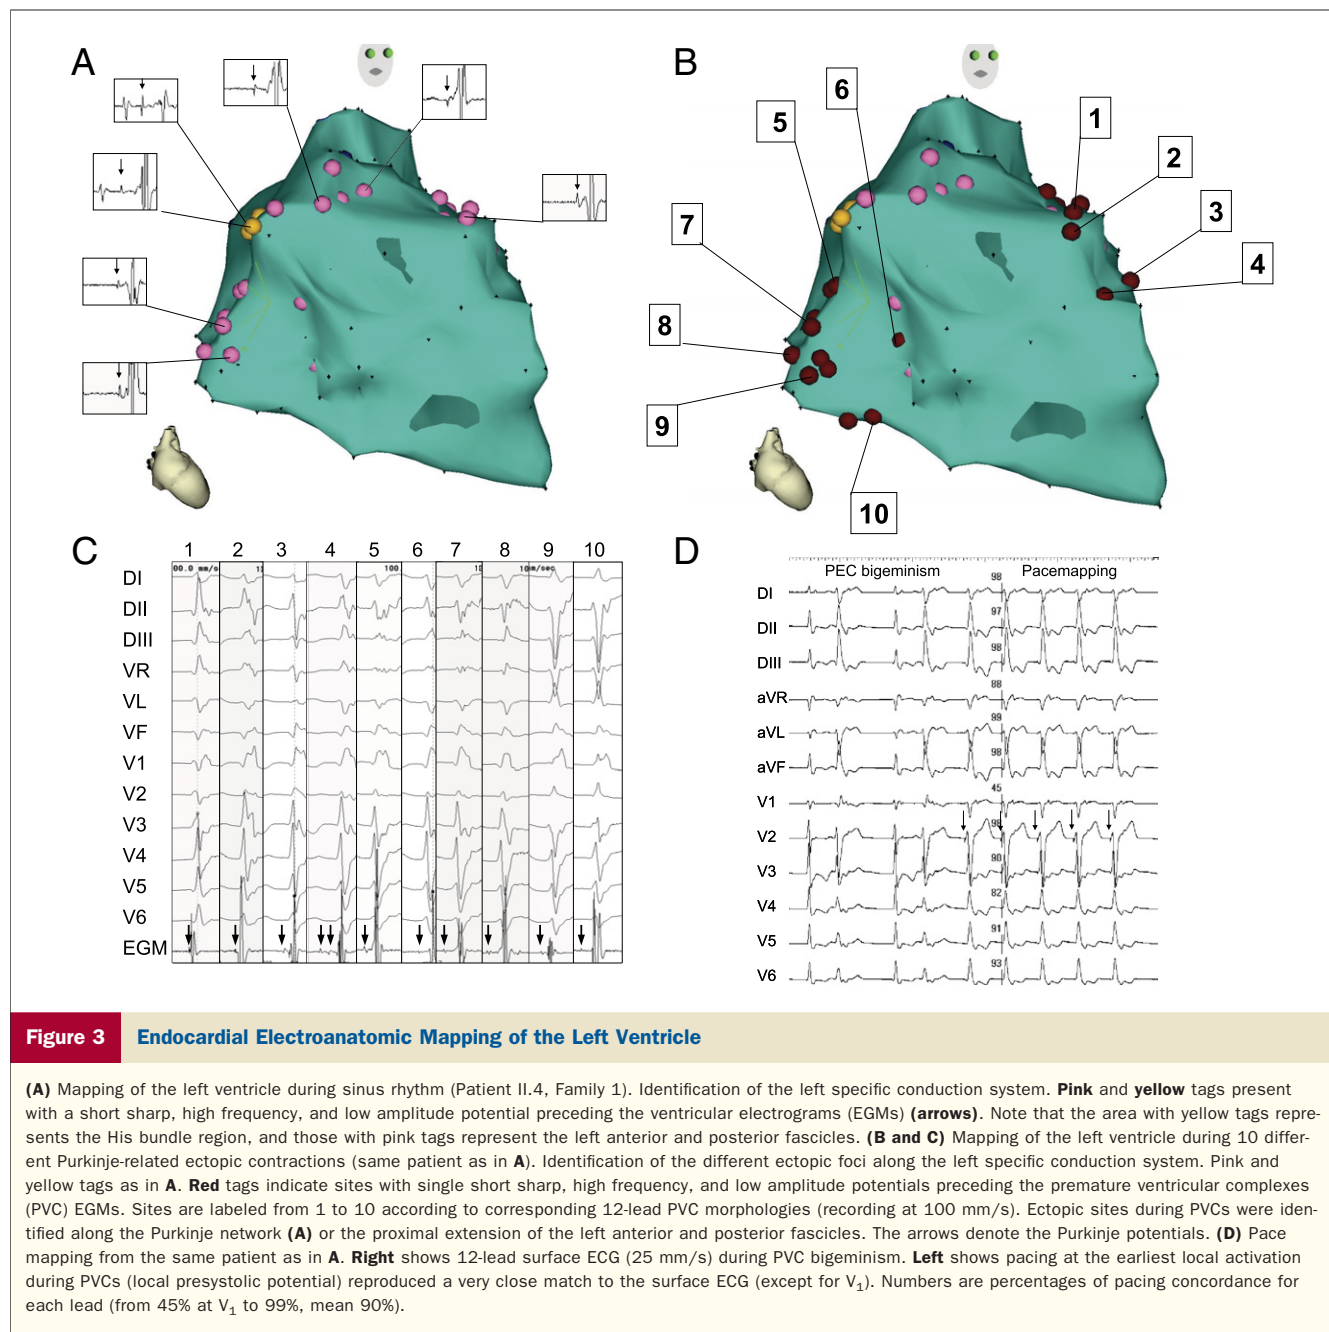 A
B
6
5
1
2
7
3
4
8
9
10
C
D
1 2 3 4 5 6 7 8 9 10
00.0 mm/s 100 mm/sec
DI
DII
DIII
VR
VL
VF
V1
V2
V3
V4
V5
V6
EGM
PEC bigeminism Pacemapping
DI 98
DII 97
DIII 98
aVR 88
aVL 99
aVF 98
V1 45
V2 98
V3 90
V4 82
V5 91
V6 93
Figure 3 Endocardial Electroanatomic Mapping of the Left Ventricle
(A) Mapping of the left ventricle during sinus rhythm (Patient II.4, Family 1). Identification of the left specific conduction system. Pink and yellow tags present
with a short sharp, high frequency, and low amplitude potential preceding the ventricular electrograms (EGMs) (arrows). Note that the area with yellow tags repre-
sents the His bundle region, and those with pink tags represent the left anterior and posterior fascicles. (B and C) Mapping of the left ventricle during 10 differ-
ent Purkinje-related ectopic contractions (same patient as in A). Identification of the different ectopic foci along the left specific conduction system. Pink and
yellow tags as in A. Red tags indicate sites with single short sharp, high frequency, and low amplitude potentials preceding the premature ventricular complexes
(PVC) EGMs. Sites are labeled from 1 to 10 according to corresponding 12-lead PVC morphologies (recording at 100 mm/s). Ectopic sites during PVCs were iden-
tified along the Purkinje network (A) or the proximal extension of the left anterior and posterior fascicles. The arrows denote the Purkinje potentials. (D) Pace
mapping from the same patient as in A. Right shows 12-lead surface ECG (25 mm/s) during PVC bigeminism. Left shows pacing at the earliest local activation
during PVCs (local presystolic potential) reproduced a very close match to the surface ECG (except for V1). Numbers are percentages of pacing concordance for
each lead (from 45% at V1 to 99%, mean 90%).